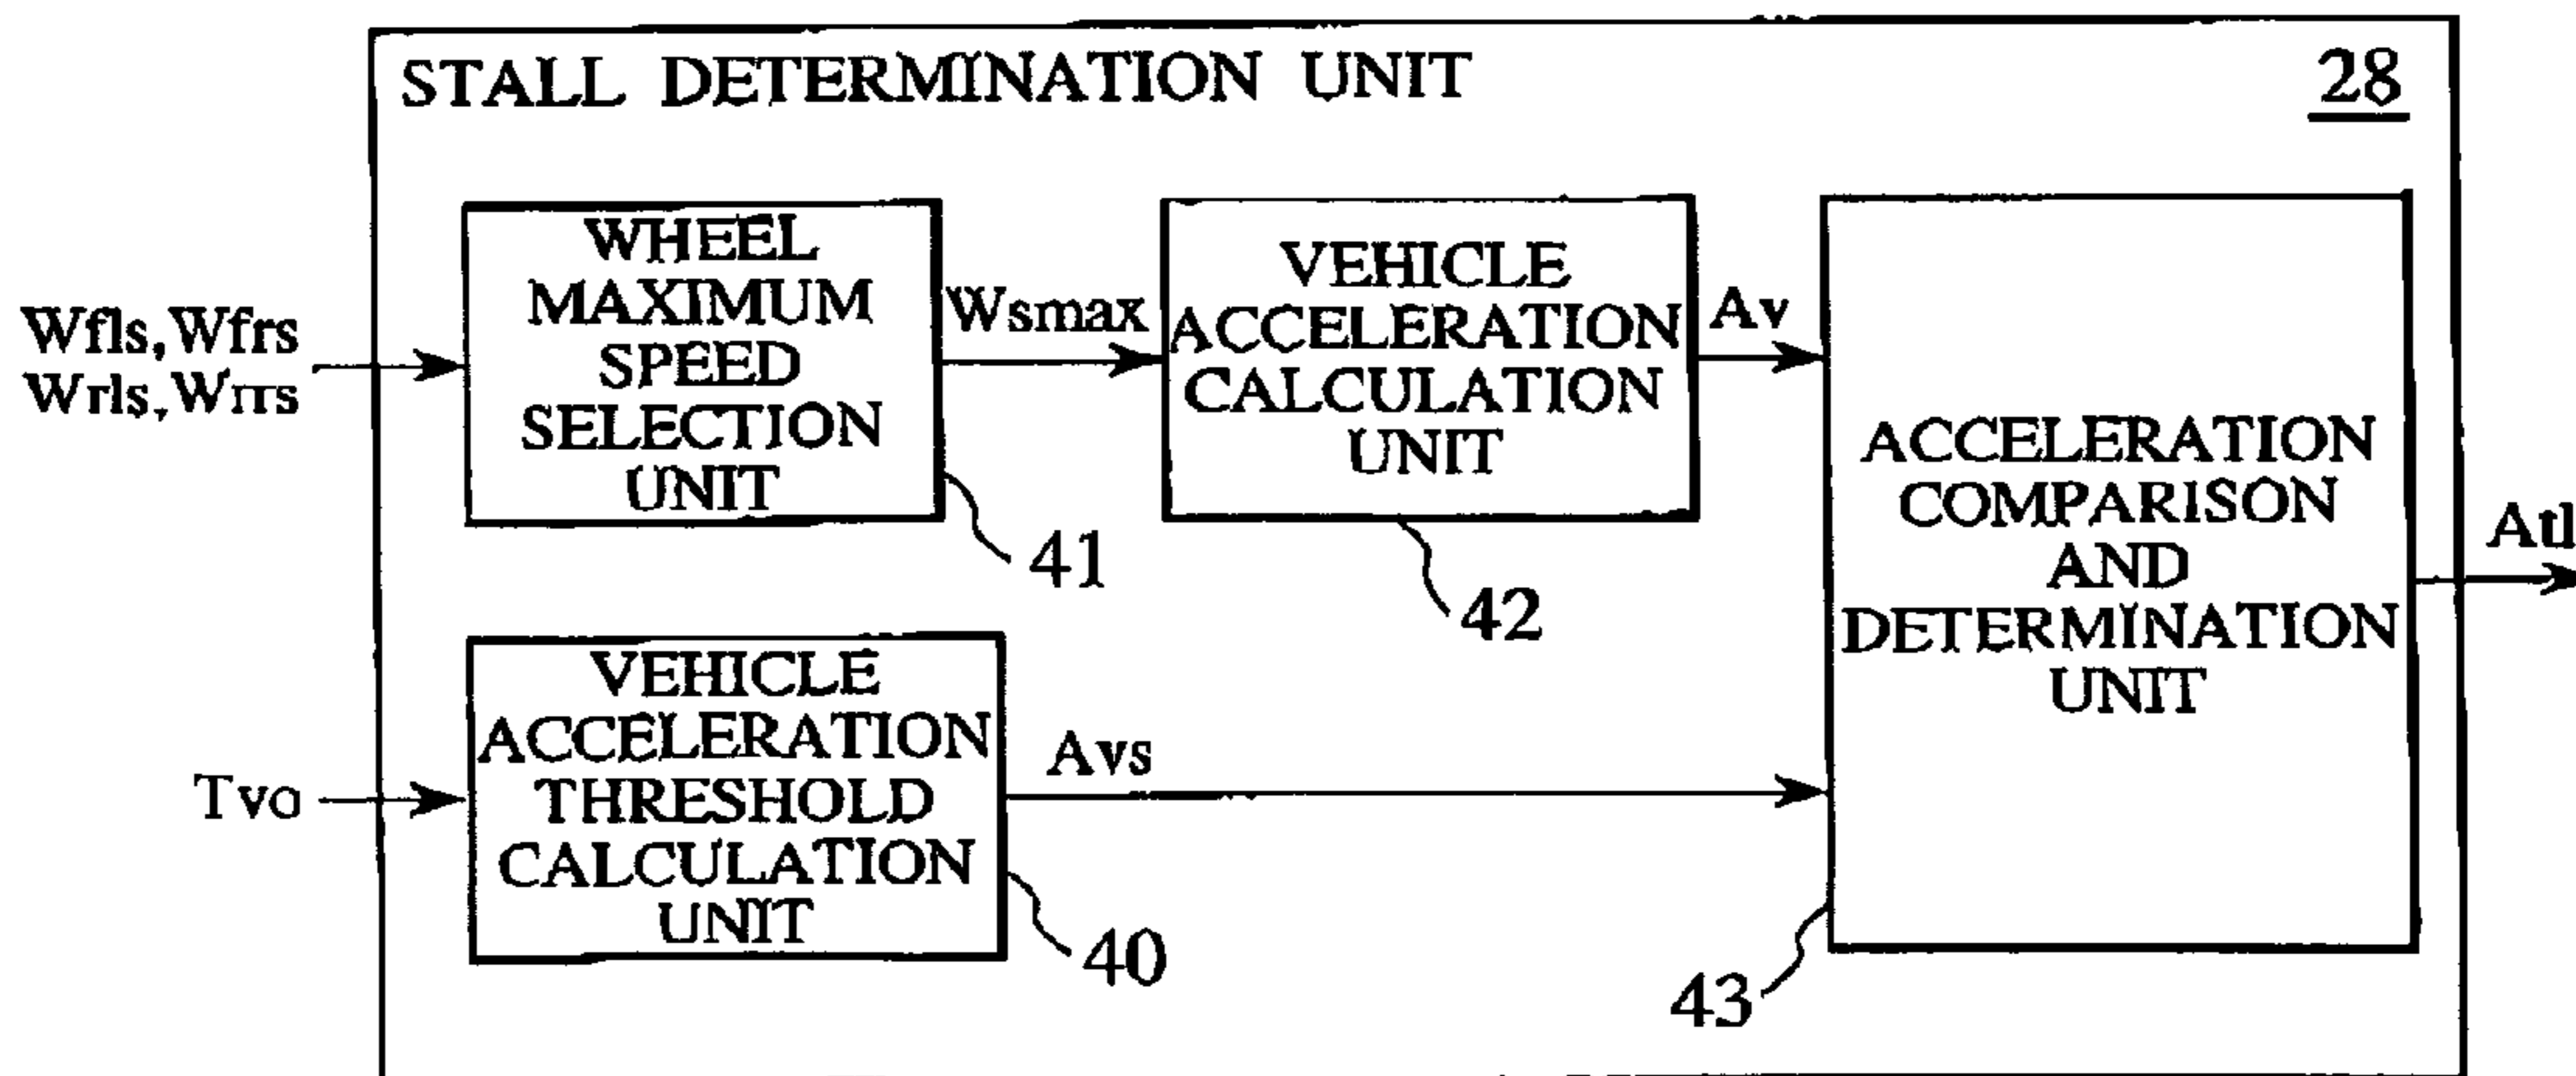 STALL DETERMINATION UNIT
28
WHEEL
MAXIMUM
SPEED
SELECTION
UNIT
41
Wfls,Wfrs
Wrls,Wrrs
Wsmax
VEHICLE
ACCELERATION
CALCULATION
UNIT
42
Av
ACCELERATION
COMPARISON
AND
DETERMINATION
UNIT
43
VEHICLE
ACCELERATION
THRESHOLD
CALCULATION
UNIT
40
Tvo
Avs